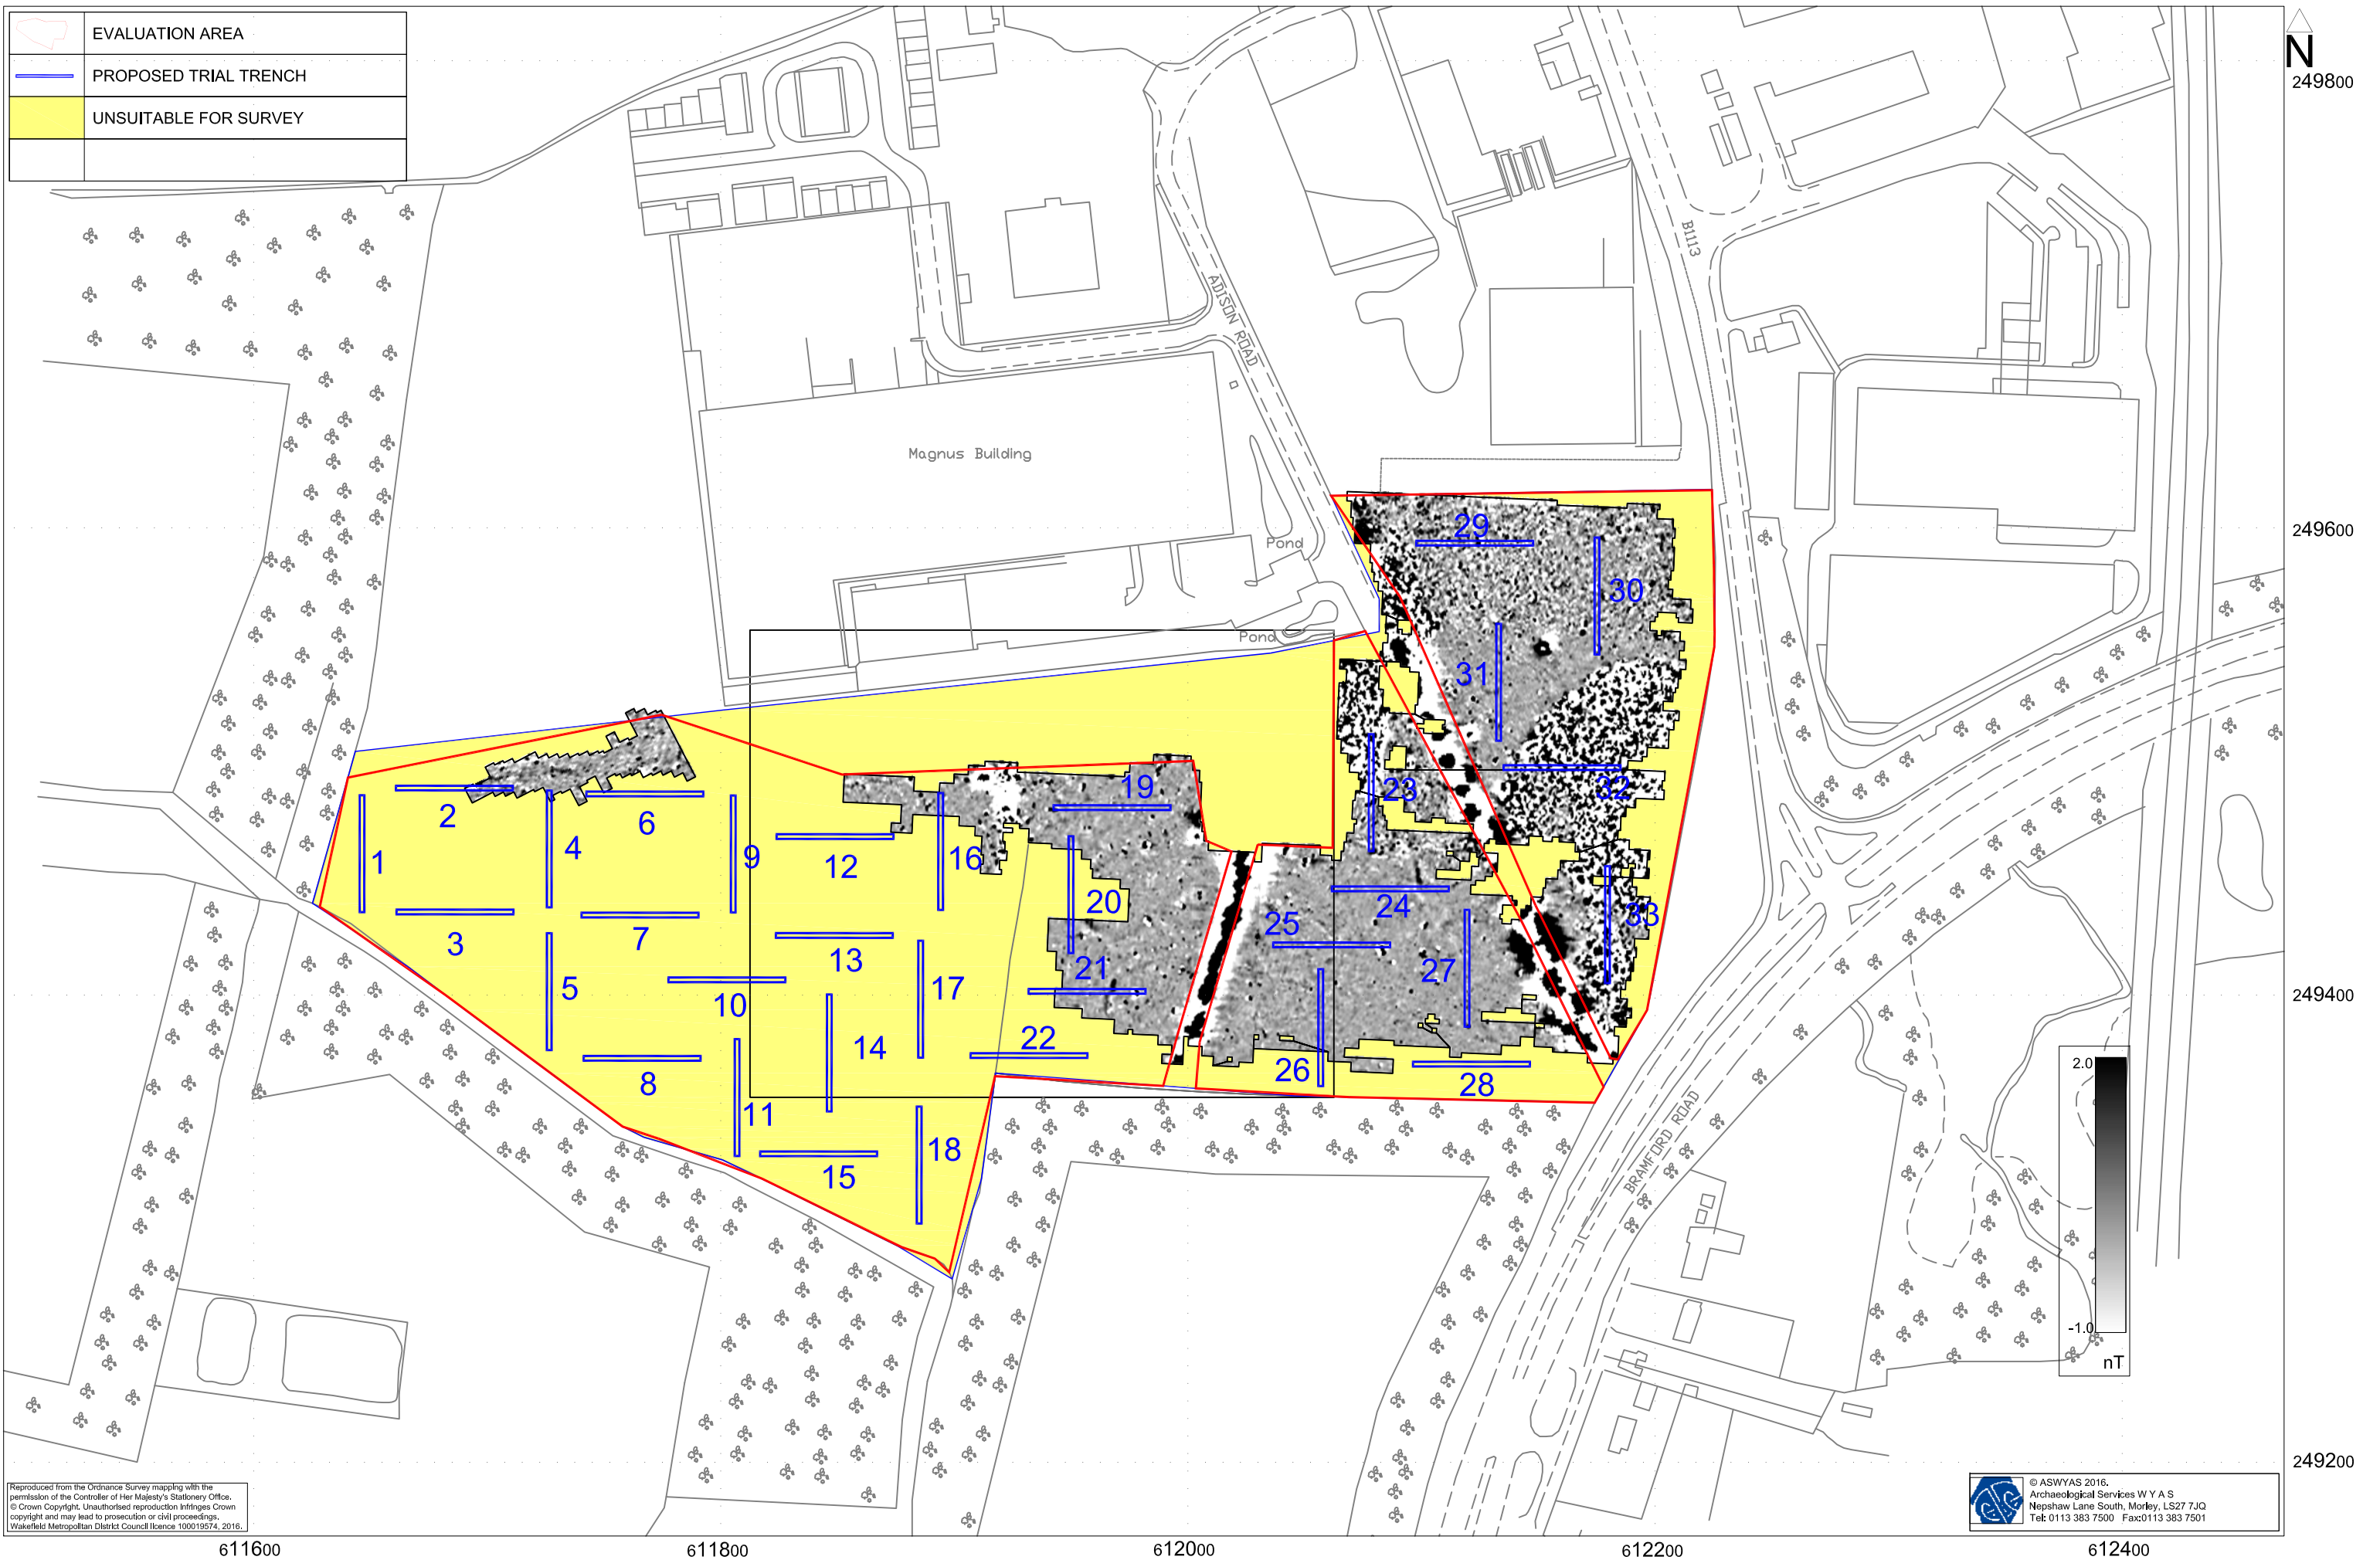 EVALUATION AREA
PROPOSED TRIAL TRENCH
UNSUITABLE FOR SURVEY
N
249800
B1113
ADISON ROAD
Magnus Building
Pond
Pond
249600
29
30
31
32
23
19
2
6
4
1
9
12
16
20
24
33
3
7
13
25
5
10
17
21
27
249400
14
22
8
26
28
11
15
18
BRAMFORD ROAD
2.0
-1.0
nT
249200
Reproduced from the Ordnance Survey mapping with the
permission of the Controller of Her Majesty's Stationery Office.
© Crown Copyright. Unauthorised reproduction infringes Crown
copyright and may lead to prosecution or civil proceedings.
Wakefield Metropolitan District Council licence 100019574, 2016.
© ASWYAS 2016.
Archaeological Services W Y A S
Nepshaw Lane South, Morley, LS27 7JQ
Tel: 0113 383 7500 Fax:0113 383 7501
611600
611800
612000
612200
612400